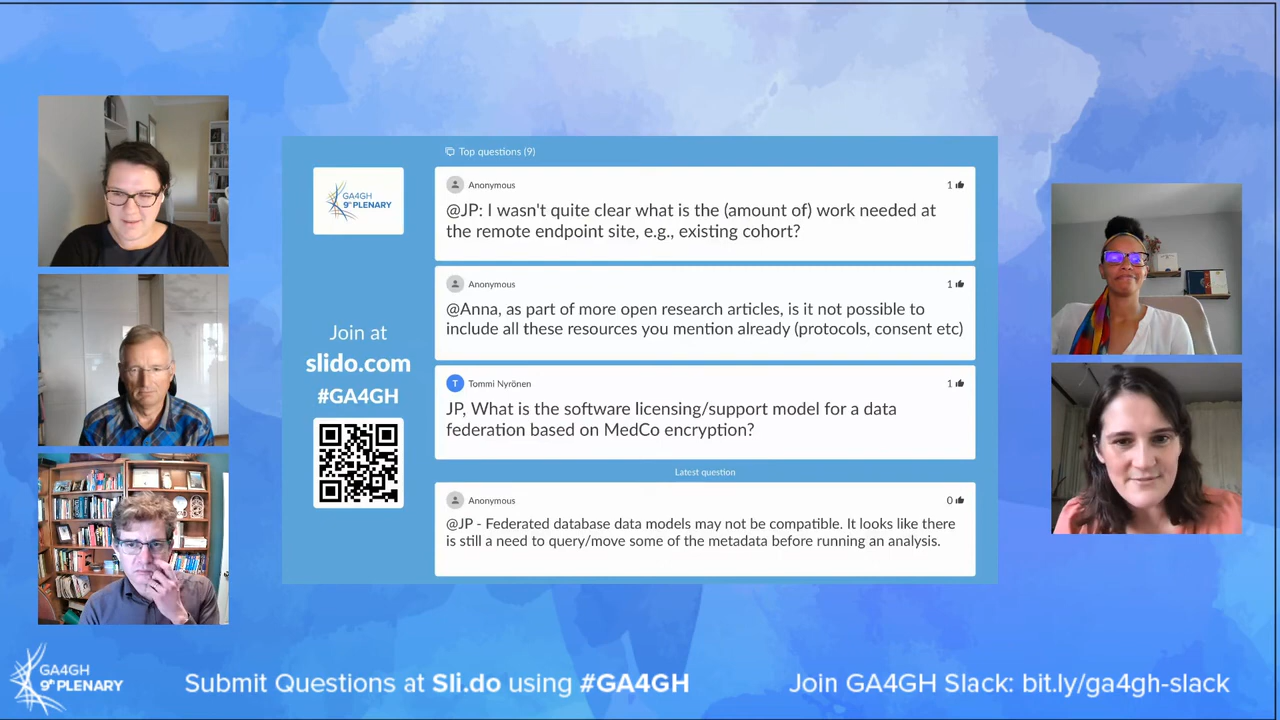 GA4GH
9th PLENARY
Join at
slido.com
#GA4GH
Top questions (9)
Anonymous
1
@JP: I wasn't quite clear what is the (amount of) work needed at
the remote endpoint site, e.g., existing cohort?
Anonymous
1
@Anna, as part of more open research articles, is it not possible to
include all these resources you mention already (protocols, consent etc)
T
Tommi Nyrönen
1
JP, What is the software licensing/support model for a data
federation based on MedCo encryption?
Latest question
Anonymous
0
@JP - Federated database data models may not be compatible. It looks like there
is still a need to query/move some of the metadata before running an analysis.
GA4GH
9th PLENARY
Submit Questions at Sli.do using #GA4GH
Join GA4GH Slack: bit.ly/ga4gh-slack